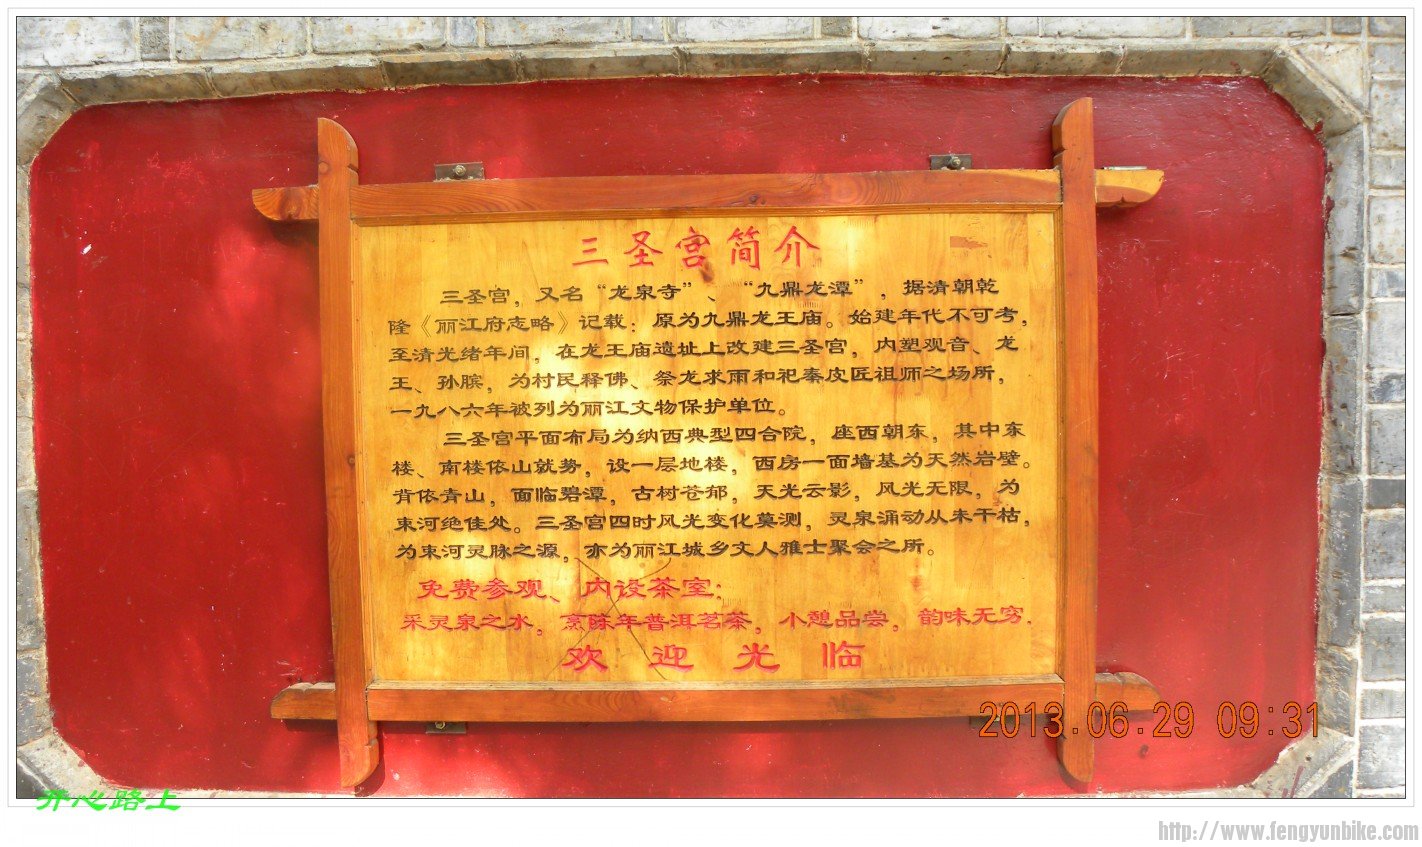 三圣宫简介
三圣宫，又名“龙泉寺”、“九鼎龙潭”，据清朝乾
隆《丽江府志略》记载：原为九鼎龙王庙。始建年代不可考，
至清光绪年间，在龙王庙遗址上改建三圣宫，内塑观音、龙
王、孙膑，为村民释佛、祭龙求雨和祀奉皮匠祖师之场所，
一九八六年被列为丽江文物保护单位。
三圣宫平面布局为纳西典型四合院，座西朝东，其中东
楼、南楼依山就势，设一层地楼，西房一面墙基为天然岩壁。
背依青山，面临碧潭，古树苍郁，天光云影，风光无限，为
束河绝佳处。三圣宫四时风光变化莫测，灵泉涌动从未干枯，
为束河灵脉之源，亦为丽江城乡文人雅士聚会之所。
免费参观、内设茶室：
采灵泉之水，烹陈年普洱茗茶，小憩品尝，韵味无穷.
欢迎光临
2013.06.29 09:31
开心路上
http://www.fengyunbike.com/